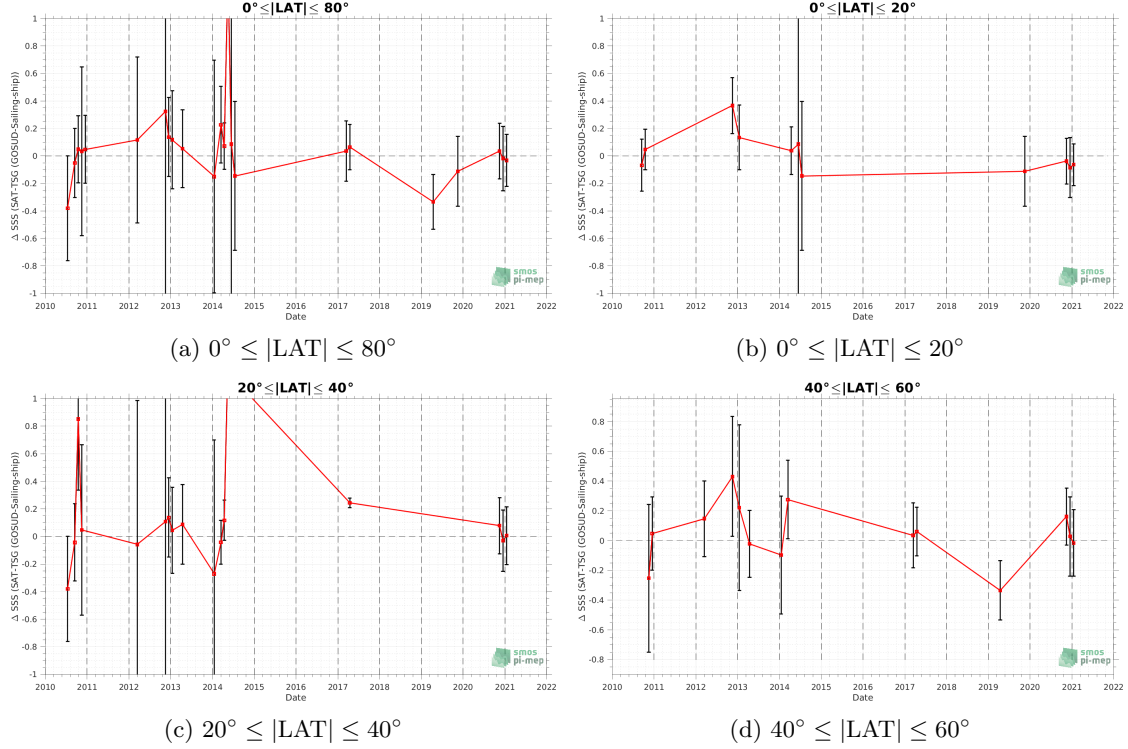 0°≤|LAT|≤ 80°
Δ SSS (SAT-TSG (GOSUD-Sailing-ship))
1
0.8
0.6
0.4
0.2
0
-0.2
-0.4
-0.6
-0.8
-1
2010 2011 2012 2013 2014 2015 2016 2017 2018 2019 2020 2021 2022
Date
smos
pi-mep
(a) 0° ≤ |LAT| ≤ 80°
0°≤|LAT|≤ 20°
Δ SSS (SAT-TSG (GOSUD-Sailing-ship))
1
0.8
0.6
0.4
0.2
0
-0.2
-0.4
-0.6
-0.8
-1
2010 2011 2012 2013 2014 2015 2016 2017 2018 2019 2020 2021 2022
Date
smos
pi-mep
(b) 0° ≤ |LAT| ≤ 20°
20°≤|LAT|≤ 40°
Δ SSS (SAT-TSG (GOSUD-Sailing-ship))
1
0.8
0.6
0.4
0.2
0
-0.2
-0.4
-0.6
-0.8
-1
2010 2011 2012 2013 2014 2015 2016 2017 2018 2019 2020 2021 2022
Date
smos
pi-mep
(c) 20° ≤ |LAT| ≤ 40°
40°≤|LAT|≤ 60°
Δ SSS (SAT-TSG (GOSUD-Sailing-ship))
0.8
0.6
0.4
0.2
0
-0.2
-0.4
-0.6
-0.8
2010 2011 2012 2013 2014 2015 2016 2017 2018 2019 2020 2021 2022
Date
smos
pi-mep
(d) 40° ≤ |LAT| ≤ 60°